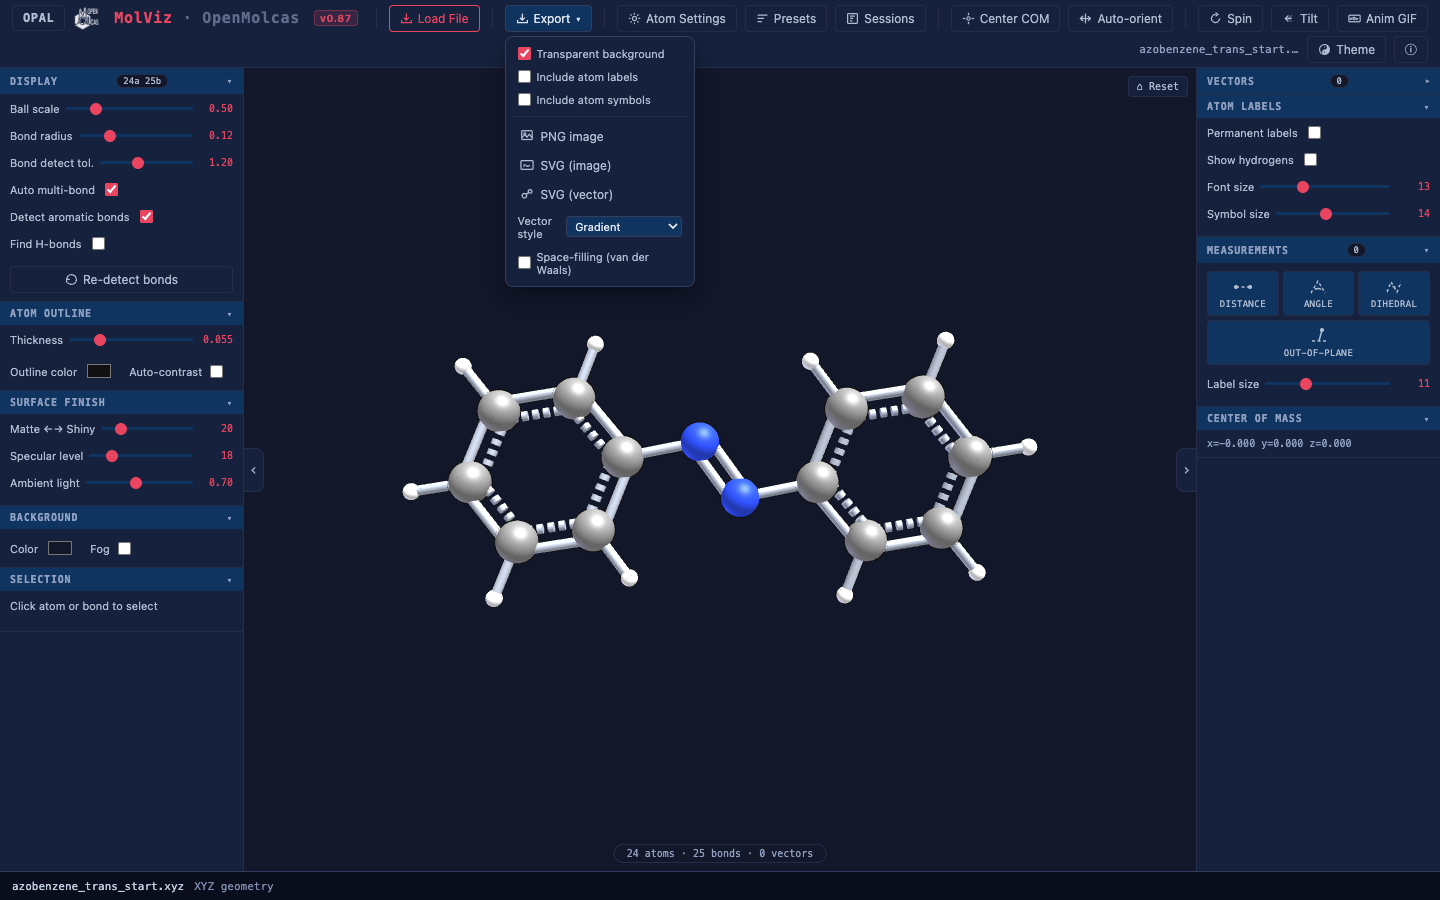 OPAL
OPEN
MOLCAS
MolViz · OpenMolcas
v0.87
Load File
Export
Atom Settings
Presets
Sessions
Center COM
Auto-orient
Spin
Tilt
Anim GIF
azobenzene_trans_start.…
Theme
DISPLAY
24a 25b
Ball scale 0.50
Bond radius 0.12
Bond detect tol. 1.20
Auto multi-bond
Detect aromatic bonds
Find H-bonds
Re-detect bonds
ATOM OUTLINE
Thickness 0.055
Outline color Auto-contrast
SURFACE FINISH
Matte ↔ Shiny 20
Specular level 18
Ambient light 0.70
BACKGROUND
Color Fog
SELECTION
Click atom or bond to select
Transparent background
Include atom labels
Include atom symbols
PNG image
SVG (image)
SVG (vector)
Vector
style
Gradient
Space-filling (van der
Waals)
Reset
24 atoms · 25 bonds · 0 vectors
VECTORS 0
ATOM LABELS
Permanent labels
Show hydrogens
Font size 13
Symbol size 14
MEASUREMENTS 0
DISTANCE
ANGLE
DIHEDRAL
OUT-OF-PLANE
Label size 11
CENTER OF MASS
x=−0.000 y=0.000 z=0.000
azobenzene_trans_start.xyz XYZ geometry